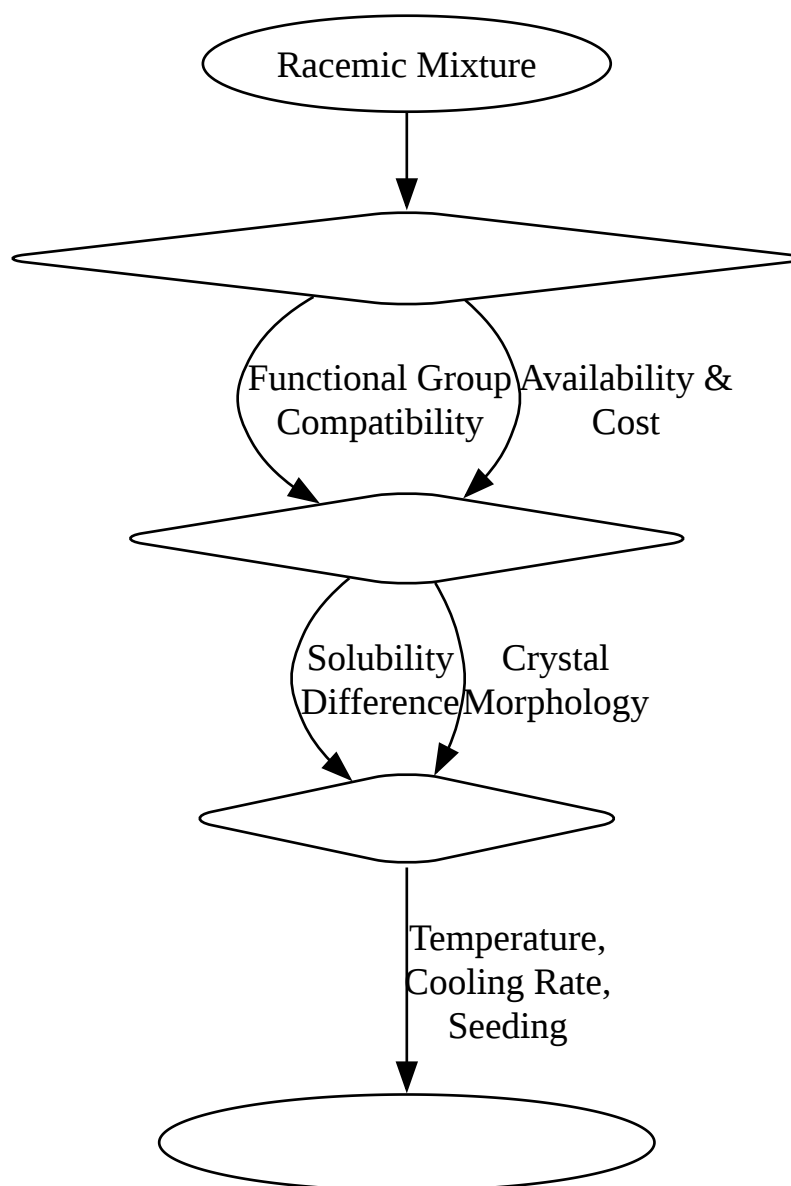 Racemic Mixture
Functional Group
Compatibility
Availability &
Cost
Solubility
Difference
Crystal
Morphology
Temperature,
Cooling Rate,
Seeding